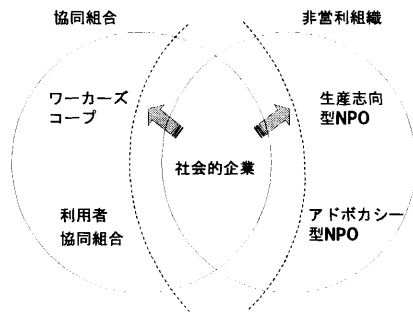 協同組合
非営利組織
ワーカーズ
コープ
生産志向
型NPO
社会的企業
利用者
協同組合
アドボカシー
型NPO